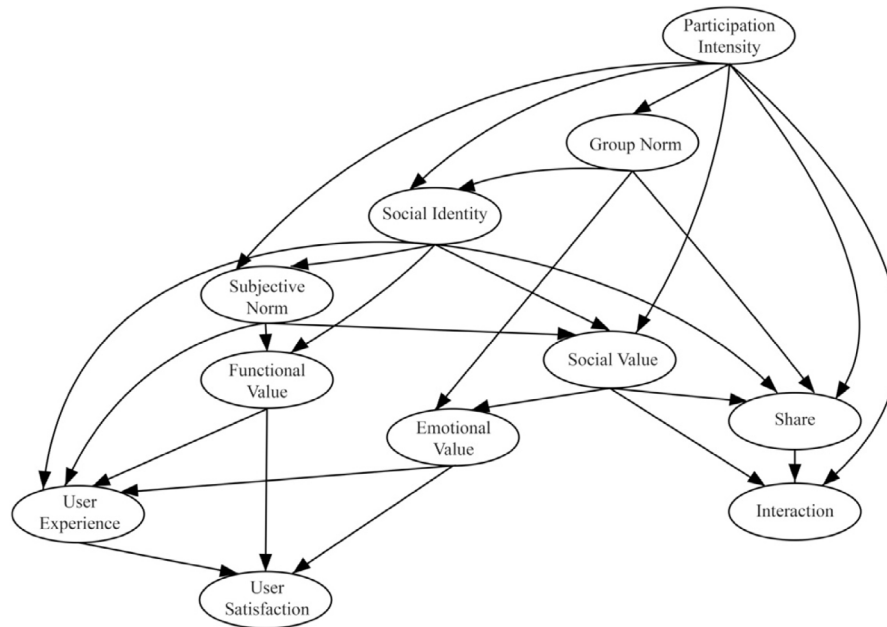 Participation
Intensity
Group Norm
Social Identity
Subjective
Norm
Social Value
Functional
Value
Share
Emotional
Value
User
Experience
Interaction
User
Satisfaction